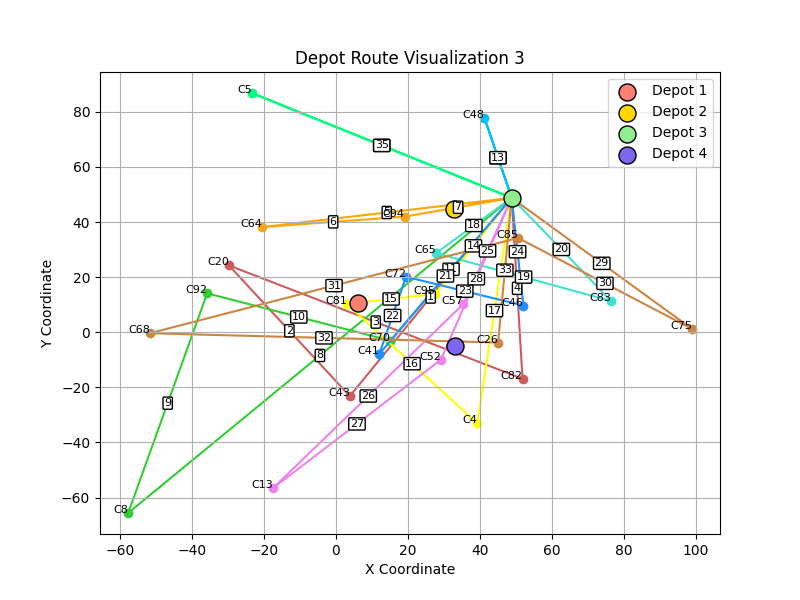 Depot Route Visualization 3
Depot 1
Depot 2
Depot 3
Depot 4
Y Coordinate
80
60
40
20
0
−20
−40
−60
−60
−40
−20
0
20
40
60
80
100
X Coordinate
C5
C48
C64
C94
C85
C65
C20
C72
C92
C95
C81
C57
C46
C83
C68
C75
C70
C26
C41
C52
C82
C43
C4
C13
C8
35
13
7
5
6
18
14
25
24
20
29
11
21
28
33
19
30
31
23
1
4
15
17
22
10
3
2
32
8
16
9
26
27